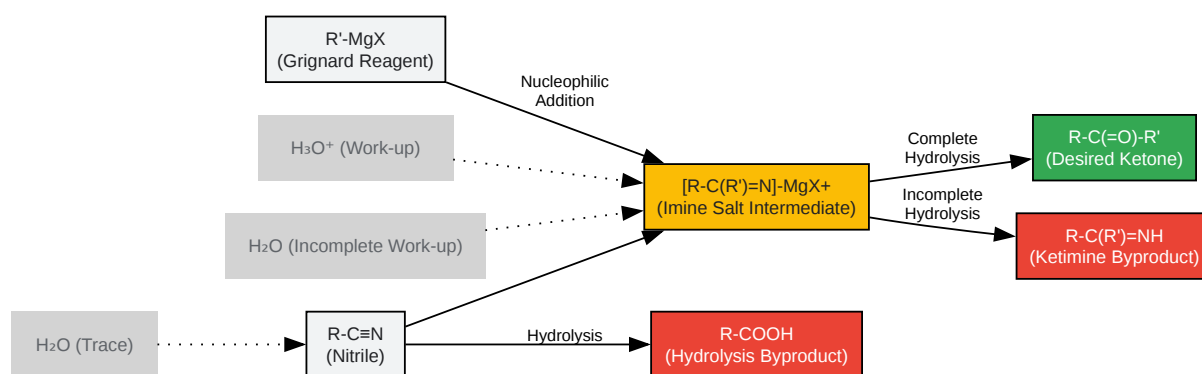 R'-MgX
(Grignard Reagent)
Nucleophilic
Addition
H₃O⁺ (Work-up)
H₂O (Incomplete Work-up)
H₂O (Trace)
R-C≡N
(Nitrile)
[R-C(R')=N]-MgX+
(Imine Salt Intermediate)
Hydrolysis
R-COOH
(Hydrolysis Byproduct)
Complete
Hydrolysis
Incomplete
Hydrolysis
R-C(=O)-R'
(Desired Ketone)
R-C(R')=NH
(Ketimine Byproduct)